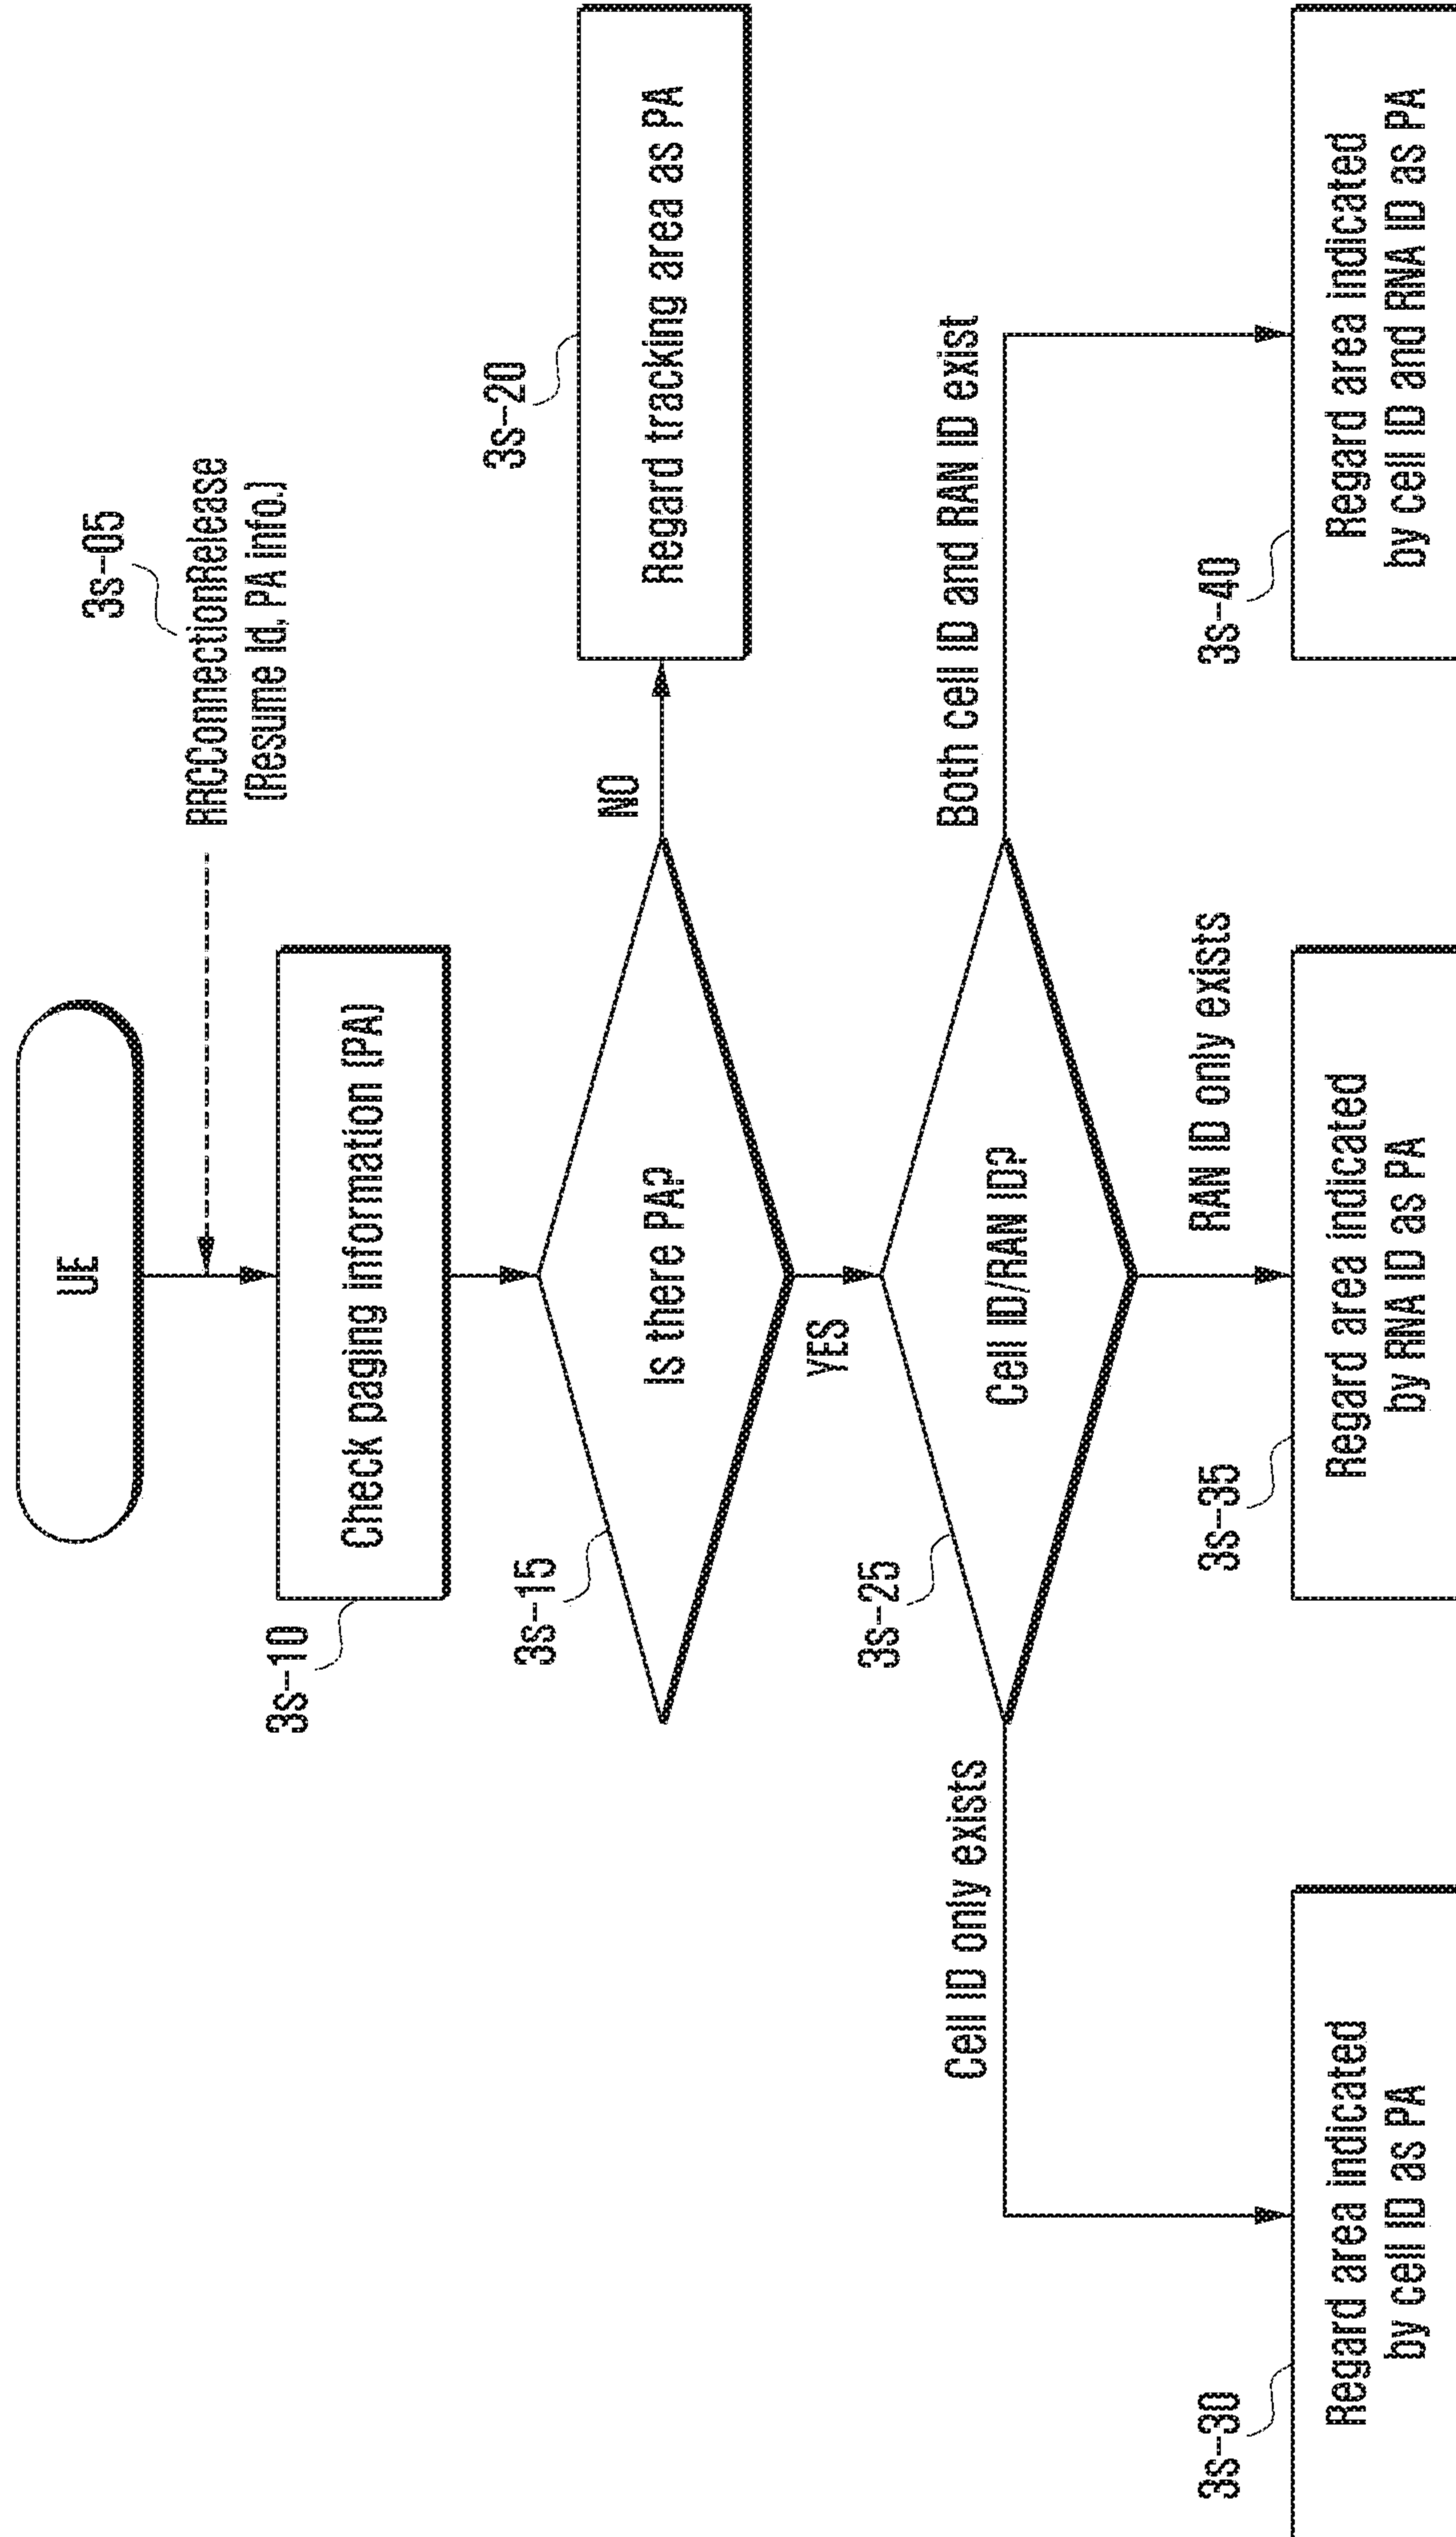 UE
3s-05
RRCConnectionRelease
(Resume Id, PA info.)
3s-10
Check paging information (PA)
3s-15
Is there PA?
NO
3s-20
Regard tracking area as PA
YES
3s-25
Cell ID/RAN ID?
Cell ID only exists
Both cell ID and RAN ID exist
RAN ID only exists
3s-30
Regard area indicated
by cell ID as PA
3s-35
Regard area indicated
by RNA ID as PA
3s-40
Regard area indicated
by cell ID and RNA ID as PA